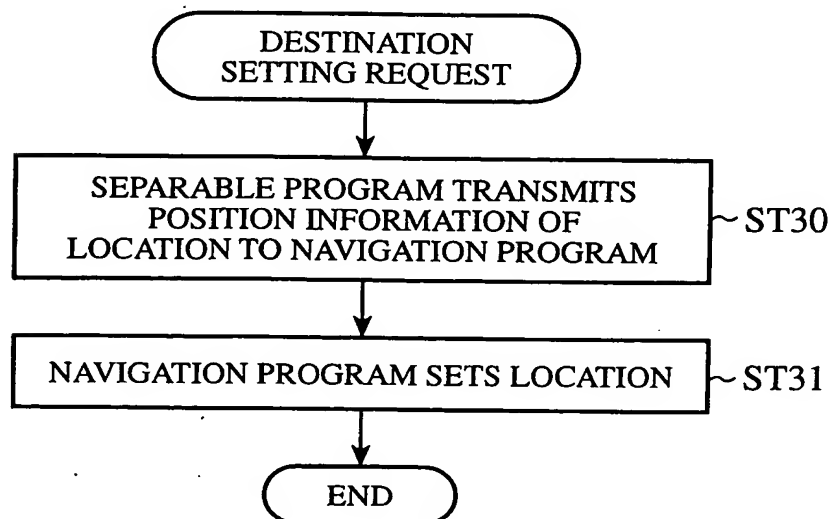 DESTINATION
SETTING REQUEST
SEPARABLE PROGRAM TRANSMITS
POSITION INFORMATION OF
LOCATION TO NAVIGATION PROGRAM
~ ST30
NAVIGATION PROGRAM SETS LOCATION
~ ST31
END